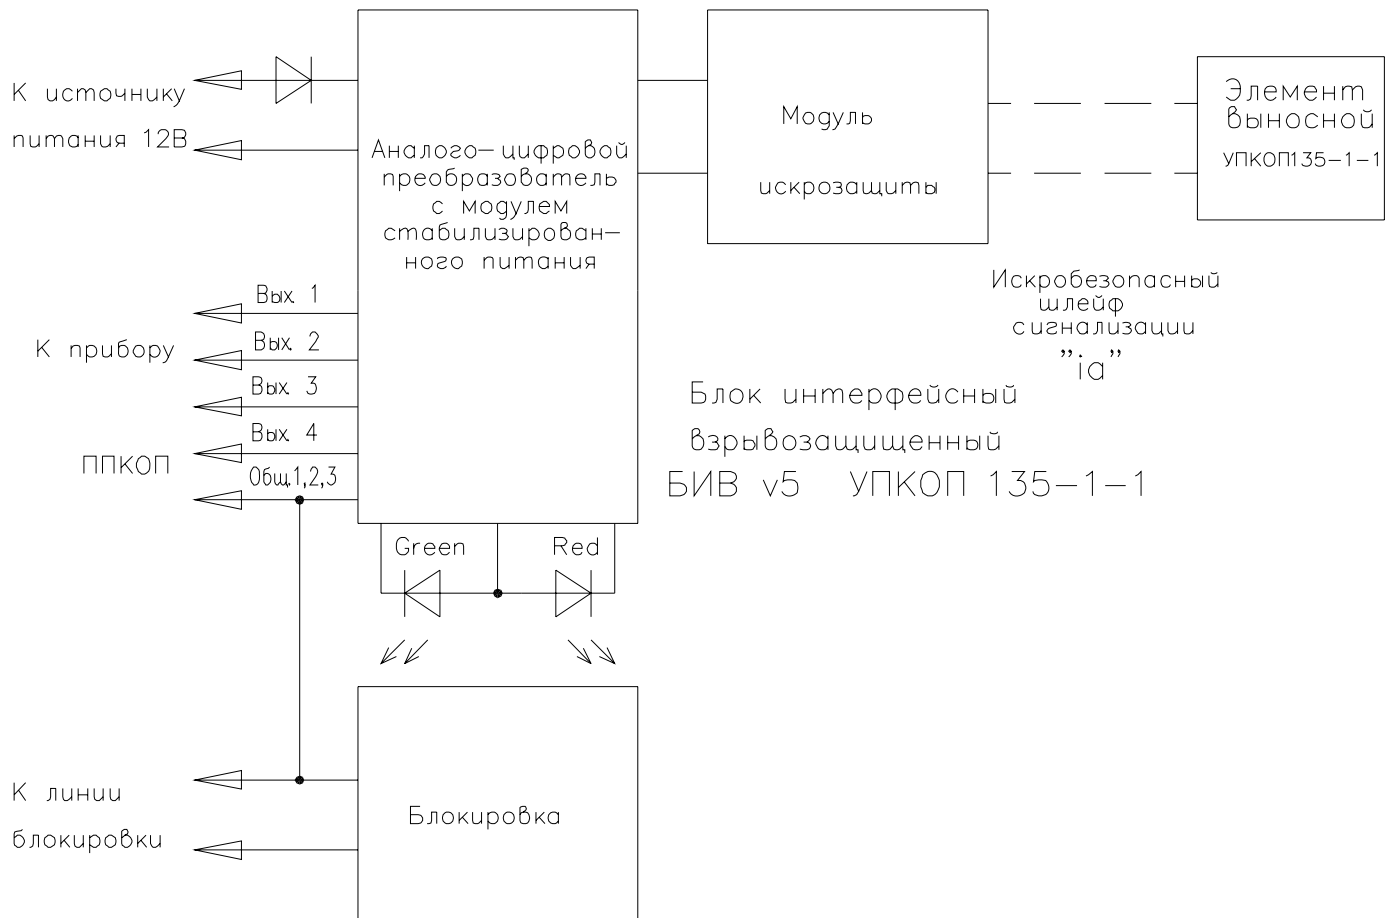 К источнику
питания 12В
Аналого-цифровой
преобразователь
с модулем
стабилизирован-
ного питания
Модуль
искрозащиты
Элемент
выносной
УПКОП135-1-1
Искробезопасный
шлейф
сигнализации
"ia"
Вых. 1
Вых. 2
Вых. 3
Вых. 4
Общ.1,2,3
К прибору
ППКОП
Блок интерфейсный
взрывозащищенный
БИВ v5 УПКОП 135-1-1
Green
Red
К линии
блокировки
Блокировка